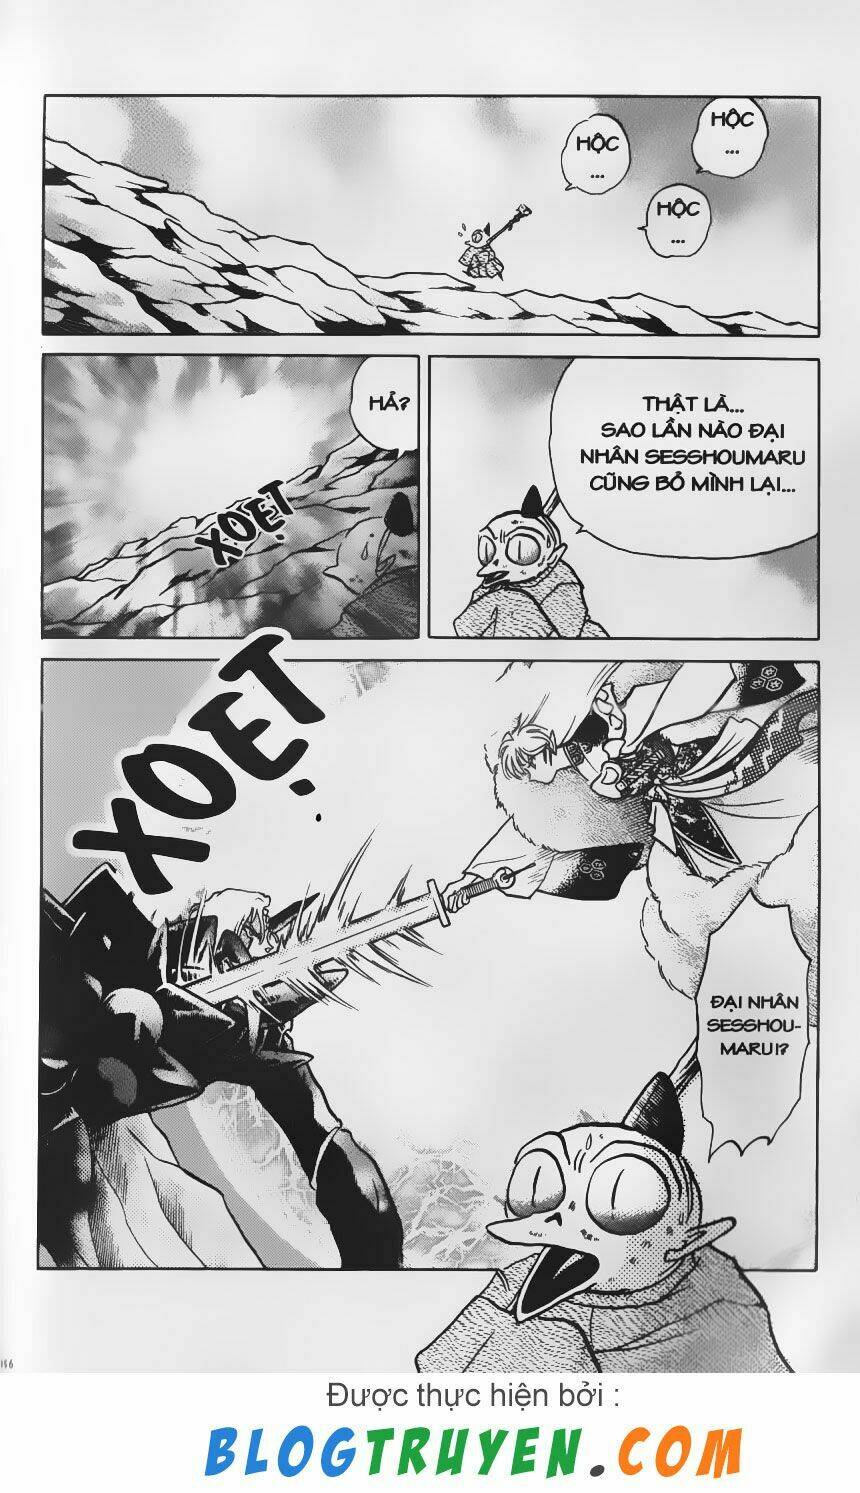 HỘC
...
HỘC
...
HỘC
...
THẬT LÀ...
SAO LẦN NÀO ĐẠI
NHÂN SESSHOUMARU
CŨNG BỎ MÌNH LẠI...
HẢ?
XOẸT
XOẸT
ĐẠI NHÂN
SESSHOU-
MARU!?
186
Được thực hiện bởi :
BLOGTRUYEN.COM